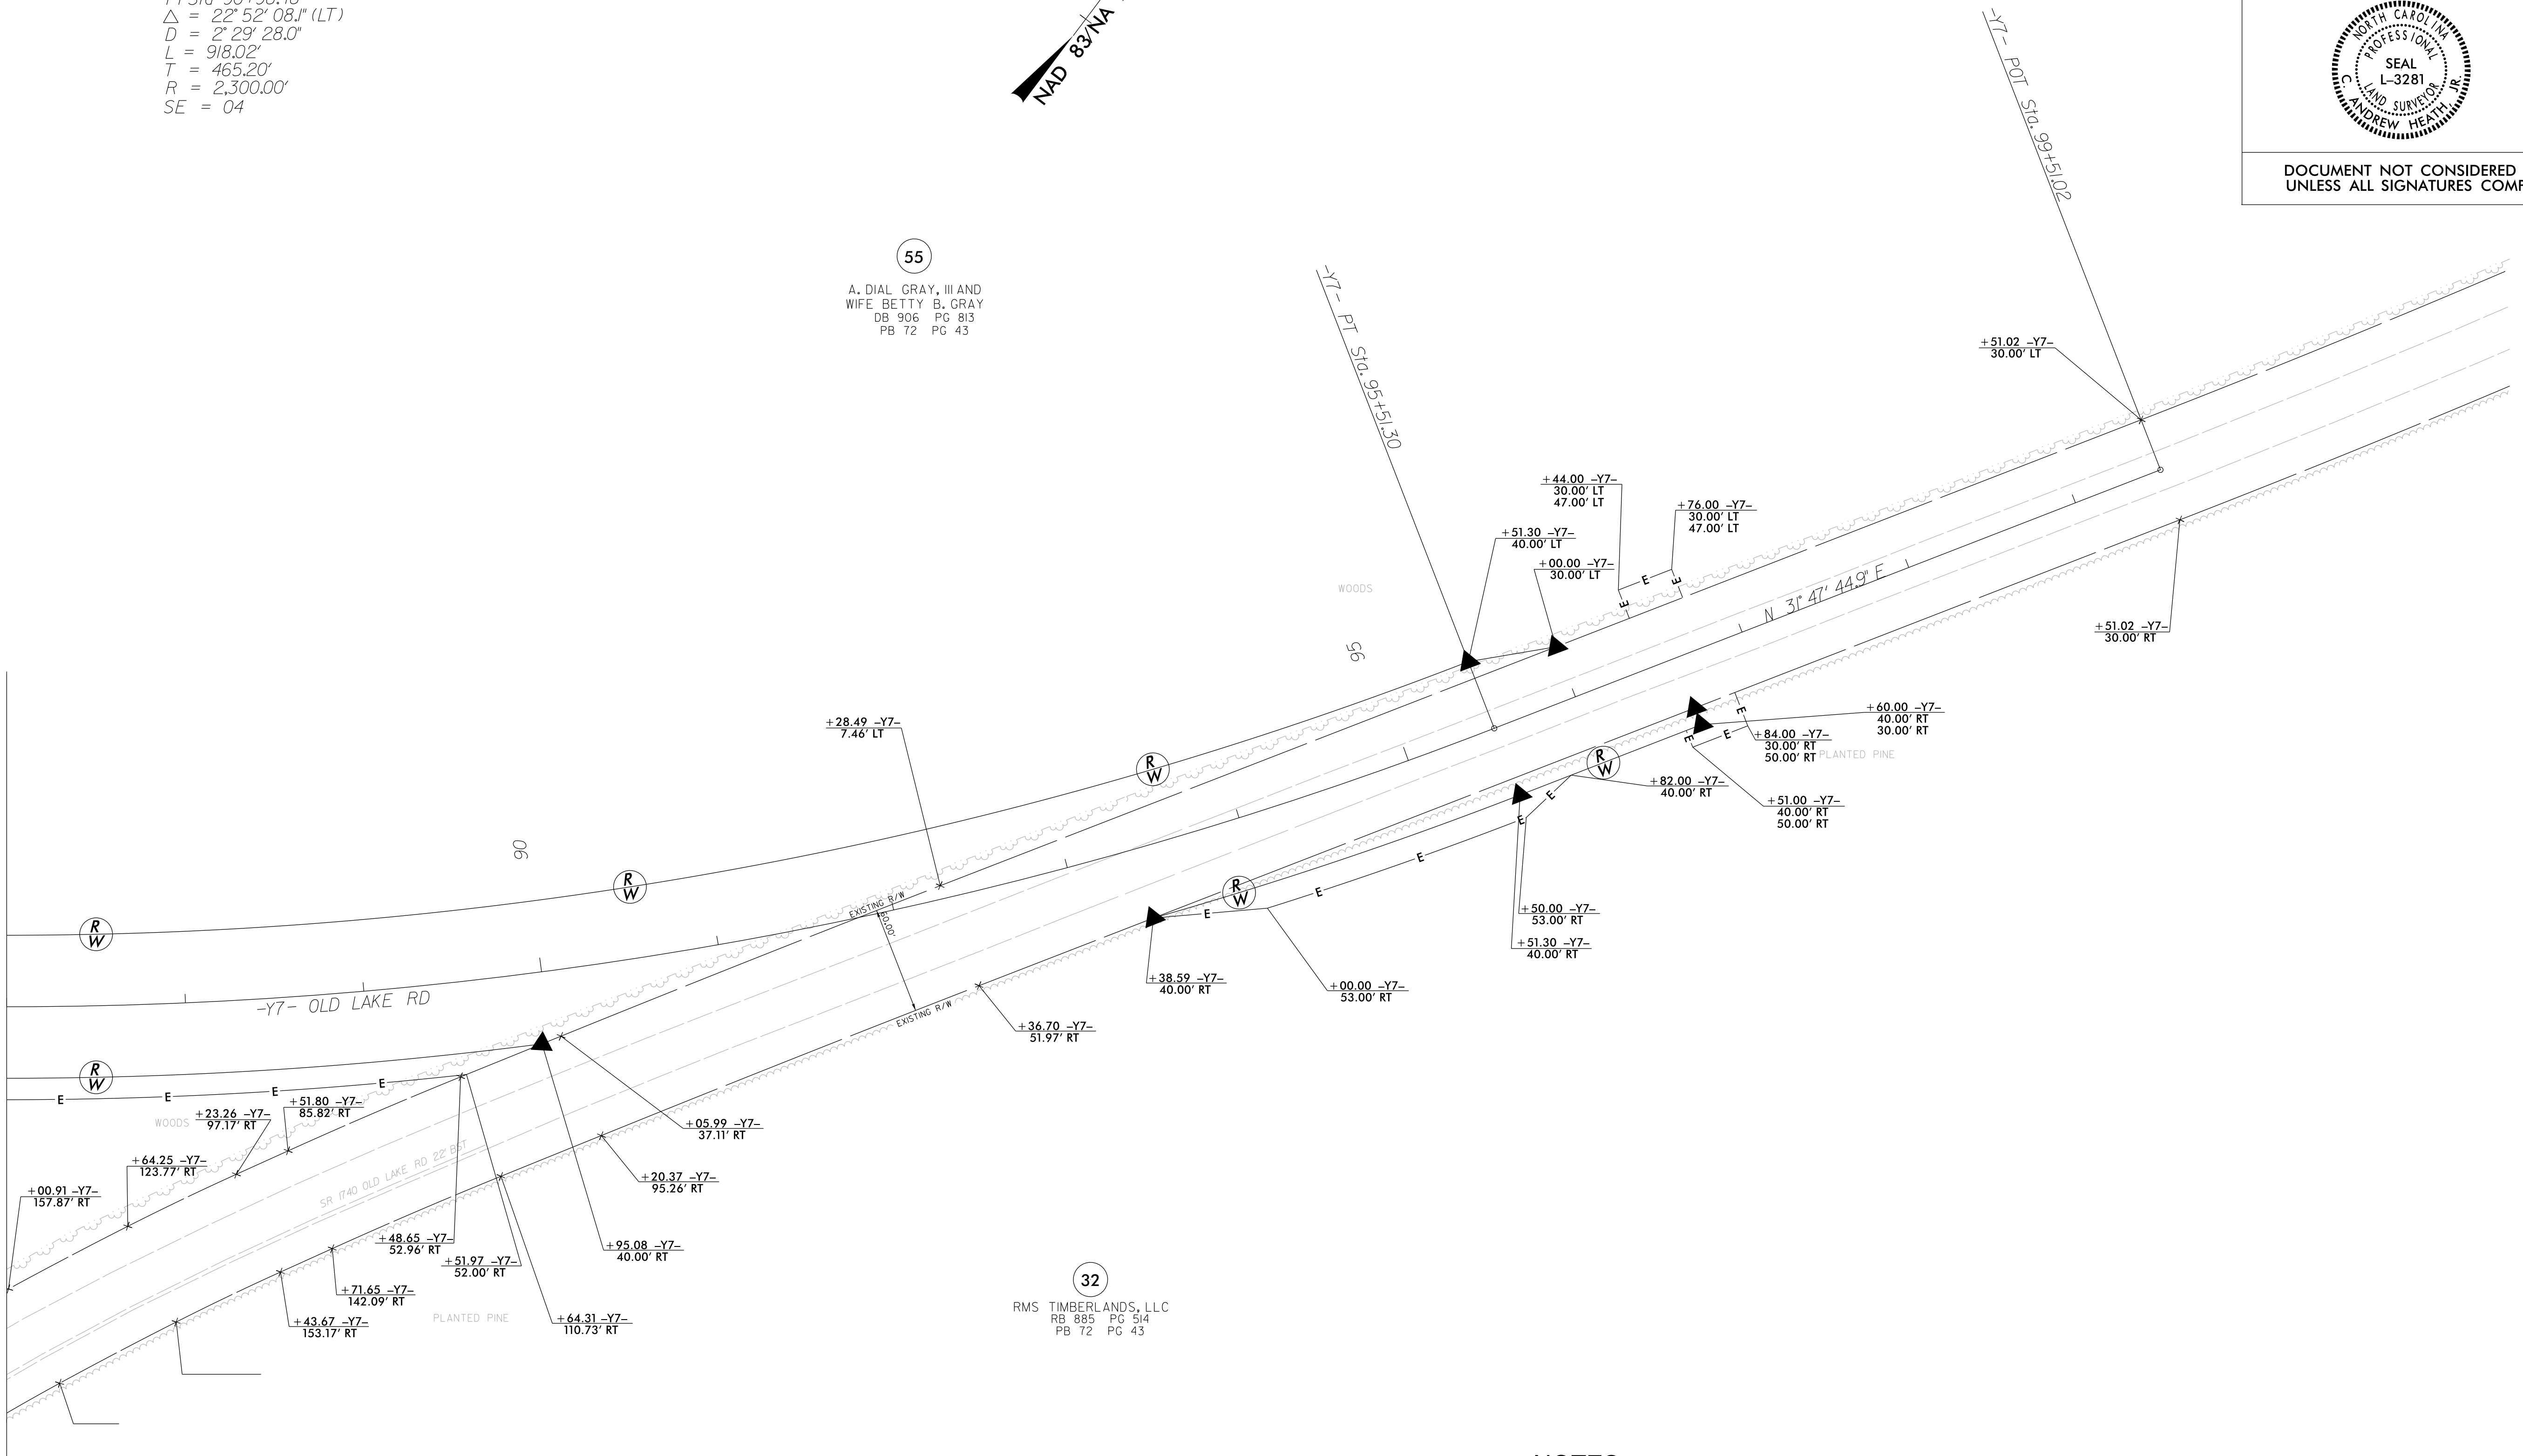 △ = 22° 52' 08.1" (LT)
D = 2° 29' 28.0"
L = 918.02'
T = 465.20'
R = 2,300.00'
SE = 04
NAD 83/NA
-Y7- POT Sta. 99+51.02
NORTH CAROLINA
PROFESSIONAL
SEAL
L-3281
LAND SURVEYOR
C. ANDREW HEATH, JR.
DOCUMENT NOT CONSIDERED
UNLESS ALL SIGNATURES
55
A. DIAL GRAY, III AND
WIFE BETTY B. GRAY
DB 906 PG 813
PB 72 PG 43
-Y7- PT Sta. 95+51.30
+51.02 -Y7-
30.00' LT
+44.00 -Y7-
30.00' LT
47.00' LT
+76.00 -Y7-
30.00' LT
47.00' LT
+51.30 -Y7-
40.00' LT
+00.00 -Y7-
30.00' LT
E
E
E
WOODS
N 31° 47' 44.9" E
+51.02 -Y7-
30.00' RT
95
+28.49 -Y7-
7.46' LT
+60.00 -Y7-
40.00' RT
30.00' RT
+84.00 -Y7-
30.00' RT
50.00' RT
PLANTED PINE
E
E
E
R/W
R/W
+82.00 -Y7-
40.00' RT
+51.00 -Y7-
40.00' RT
50.00' RT
E
E
E
E
E
90
R/W
R/W
R/W
EXISTING R/W
60.00'
EXISTING R/W
+50.00 -Y7-
53.00' RT
+51.30 -Y7-
40.00' RT
+38.59 -Y7-
40.00' RT
+00.00 -Y7-
53.00' RT
-Y7- OLD LAKE RD
+36.70 -Y7-
51.97' RT
R/W
E
E
E
E
WOODS
+23.26 -Y7-
97.17' RT
+51.80 -Y7-
85.82' RT
+05.99 -Y7-
37.11' RT
+64.25 -Y7-
123.77' RT
SR 1740 OLD LAKE RD 22' BST
+20.37 -Y7-
95.26' RT
+00.91 -Y7-
157.87' RT
+48.65 -Y7-
52.96' RT
+51.97 -Y7-
52.00' RT
+95.08 -Y7-
40.00' RT
+71.65 -Y7-
142.09' RT
+43.67 -Y7-
153.17' RT
PLANTED PINE
+64.31 -Y7-
110.73' RT
32
RMS TIMBERLANDS, LLC
RB 885 PG 514
PB 72 PG 43